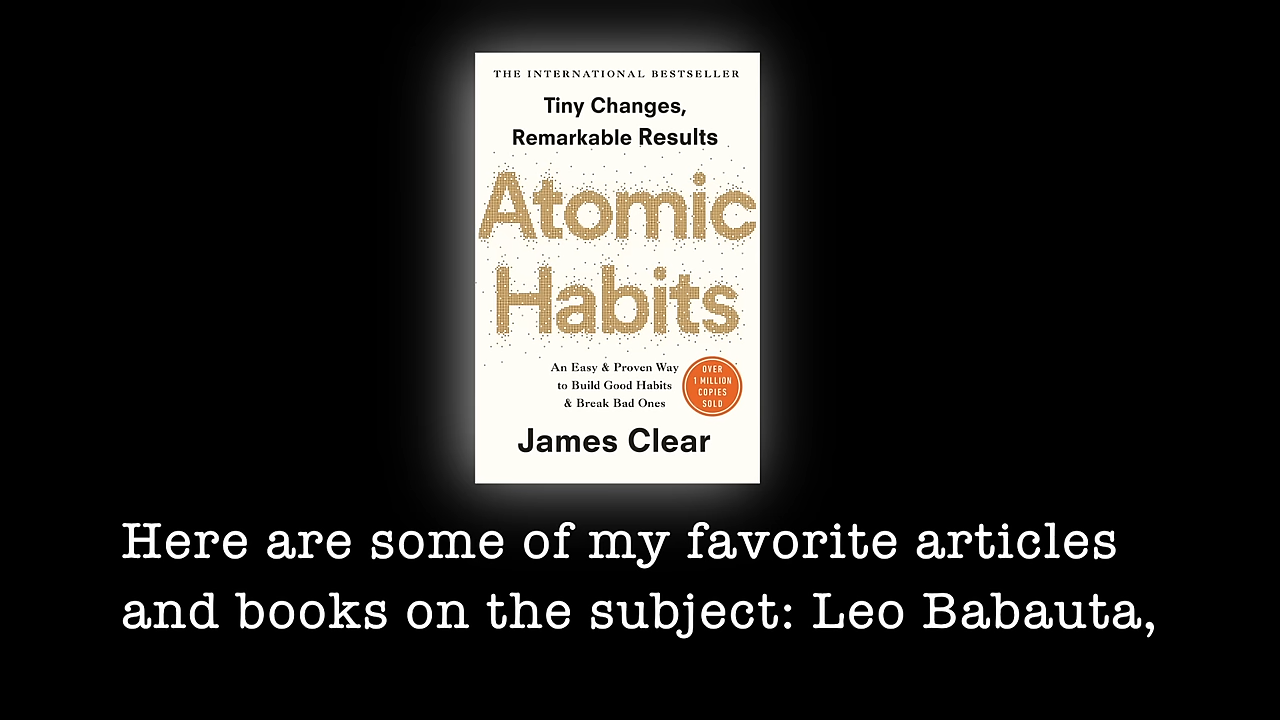 THE INTERNATIONAL BESTSELLER
Tiny Changes,
Remarkable Results
Atomic
Habits
An Easy & Proven Way
to Build Good Habits
& Break Bad Ones
OVER
1 MILLION
COPIES
SOLD
James Clear
Here are some of my favorite articles
and books on the subject: Leo Babauta,